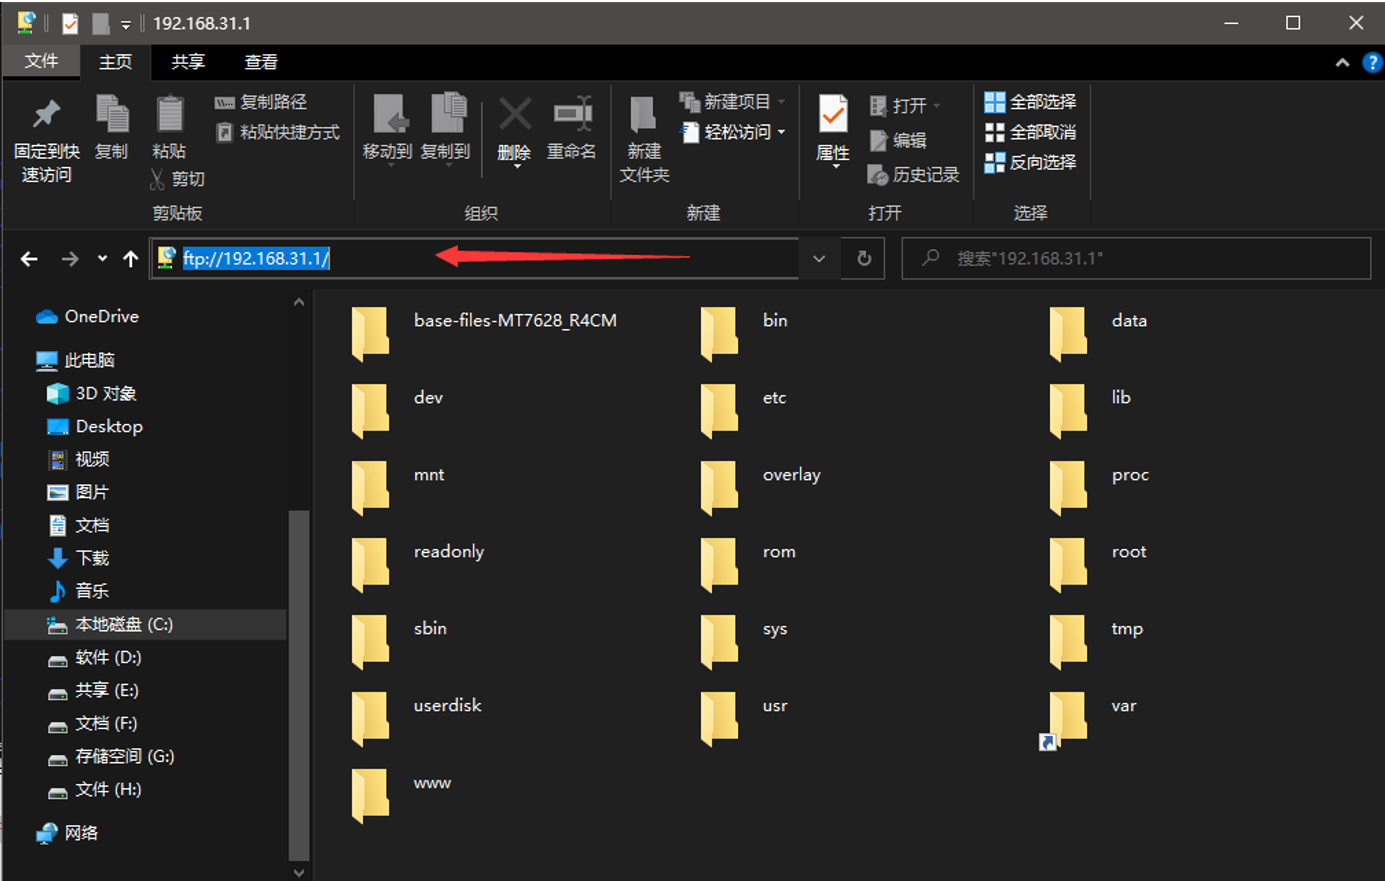 192.168.31.1
文件 主页 共享 查看
固定到快速访问
复制
粘贴
复制路径
粘贴快捷方式
剪切
剪贴板
移动到
复制到
删除
重命名
组织
新建文件夹
新建项目
轻松访问
新建
属性
打开
编辑
历史记录
打开
全部选择
全部取消
反向选择
选择
ftp://192.168.31.1/
搜索"192.168.31.1"
OneDrive
此电脑
3D 对象
Desktop
视频
图片
文档
下载
音乐
本地磁盘 (C:)
软件 (D:)
共享 (E:)
文档 (F:)
存储空间 (G:)
文件 (H:)
网络
base-files-MT7628_R4CM bin data
dev etc lib
mnt overlay proc
readonly rom root
sbin sys tmp
userdisk usr var
www